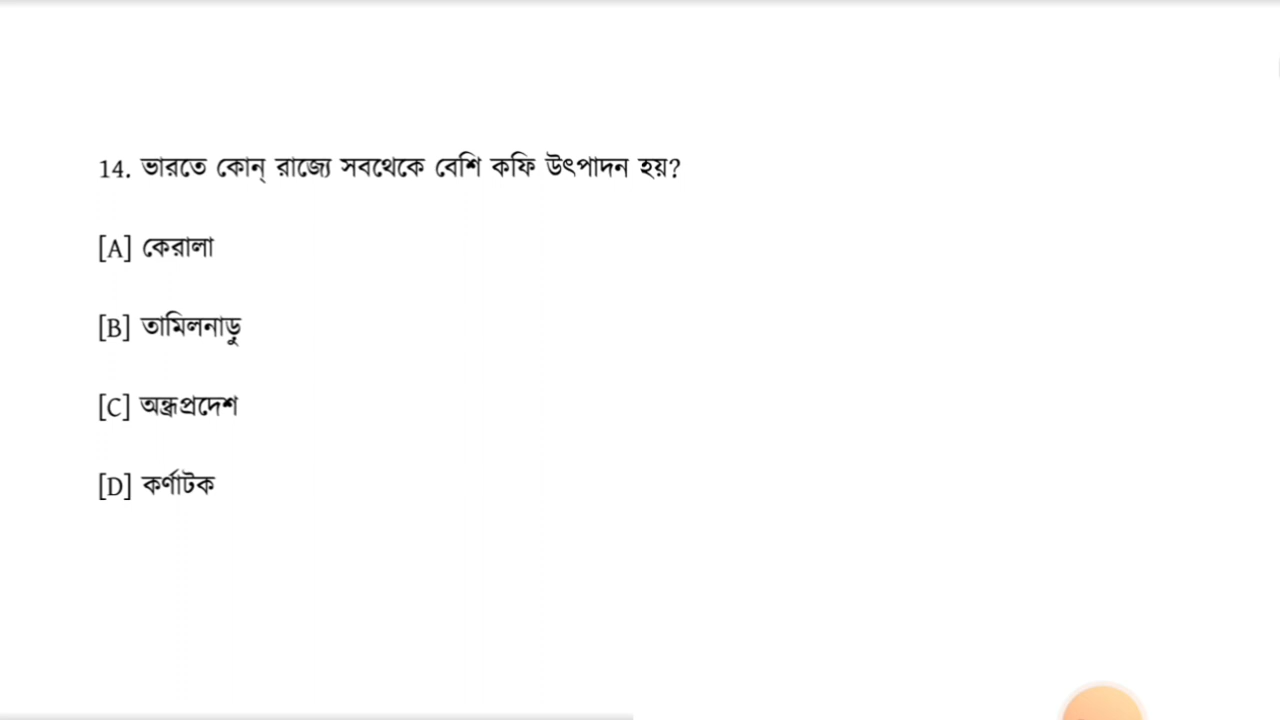 14. ভারতে কোন্ রাজ্যে সবথেকে বেশি কফি উৎপাদন হয়?
[A] কেরালা
[B] তামিলনাড়ু
[C] অন্ধ্রপ্রদেশ
[D] কর্ণাটক